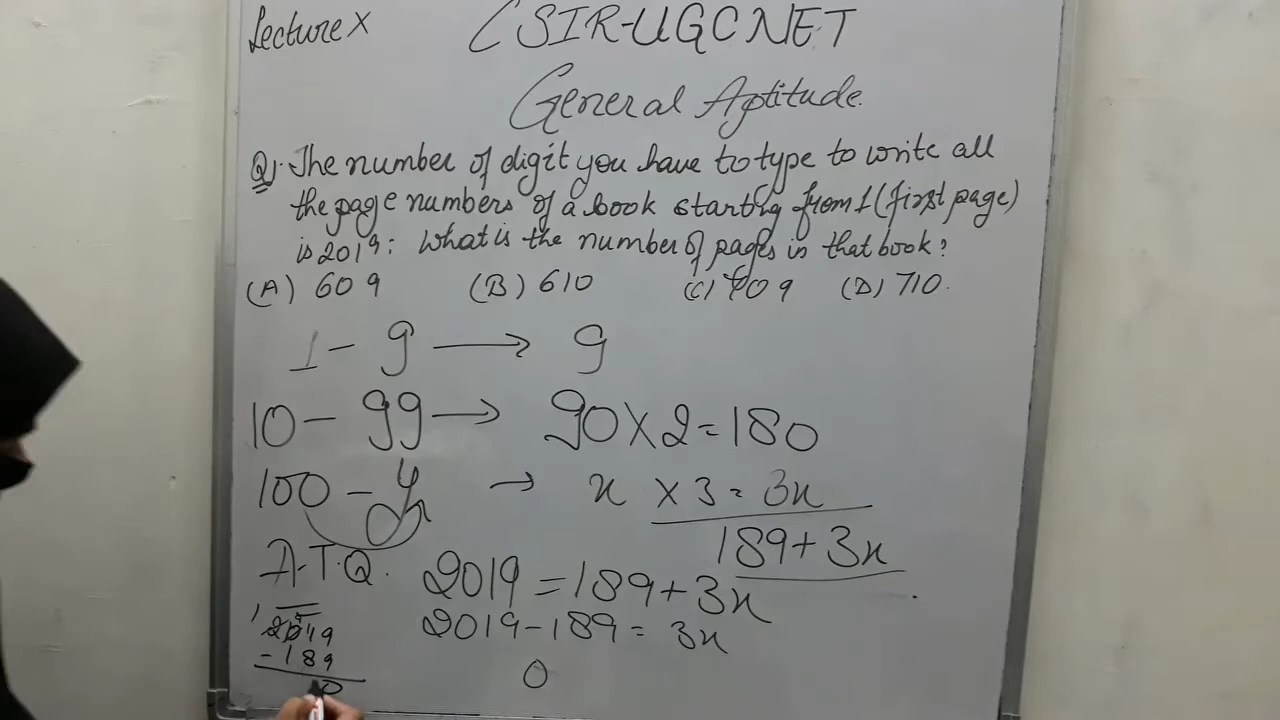 Lecture X CSIR-UGC NET
General Aptitude.
Q1. The number of digit you have to type to write all
the page numbers of a book starting from 1 (first page)
is 2019. What is the number of pages in that book?
(A) 609 (B) 610 (C) 709 (D) 710.
1 - 9 → 9
10 - 99 → 90 × 2 = 180
100 - y → x × 3 = 3x
189 + 3x
A.T.Q. 2019 = 189 + 3x
2019 - 189 = 3x
2019
- 189
0
0